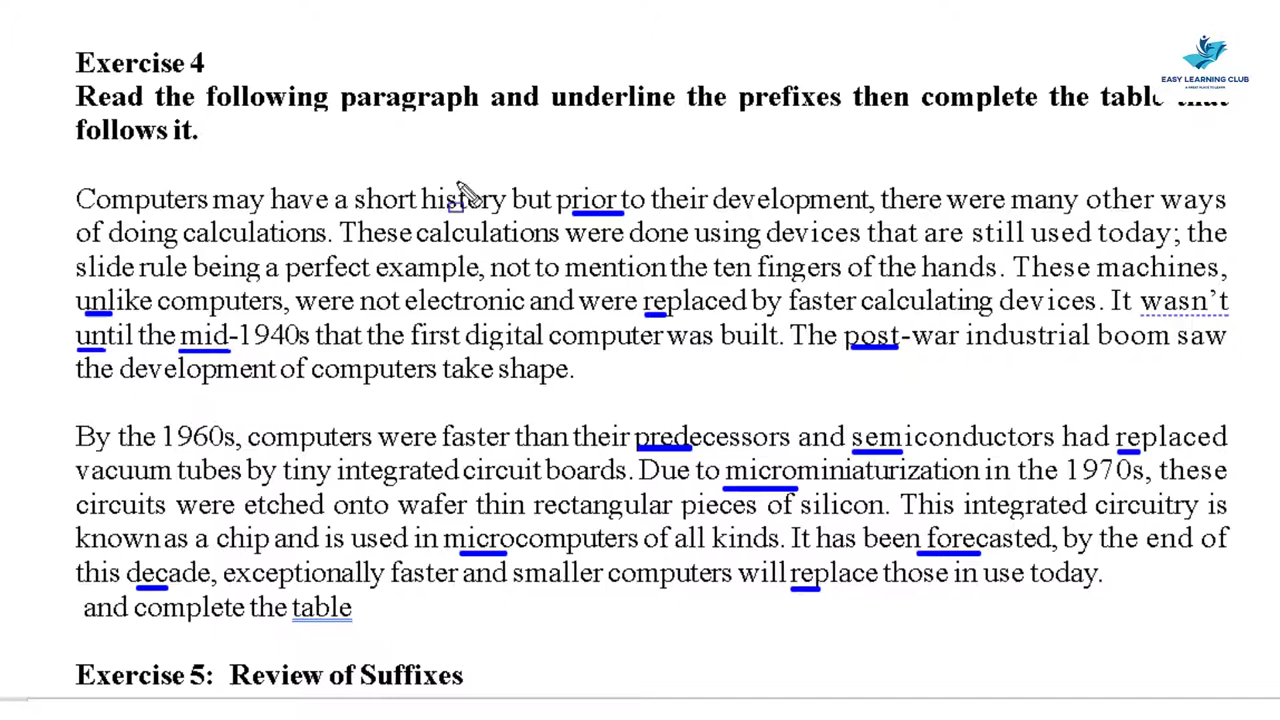 EASY LEARNING CLUB
A GREAT PLACE TO LEARN
Exercise 4
Read the following paragraph and underline the prefixes then complete the table that
follows it.
Computers may have a short history but prior to their development, there were many other ways
of doing calculations. These calculations were done using devices that are still used today; the
slide rule being a perfect example, not to mention the ten fingers of the hands. These machines,
unlike computers, were not electronic and were replaced by faster calculating devices. It wasn't
until the mid-1940s that the first digital computer was built. The post-war industrial boom saw
the development of computers take shape.
By the 1960s, computers were faster than their predecessors and semiconductors had replaced
vacuum tubes by tiny integrated circuit boards. Due to microminiaturization in the 1970s, these
circuits were etched onto wafer thin rectangular pieces of silicon. This integrated circuitry is
known as a chip and is used in microcomputers of all kinds. It has been forecasted, by the end of
this decade, exceptionally faster and smaller computers will replace those in use today.
and complete the table
Exercise 5: Review of Suffixes